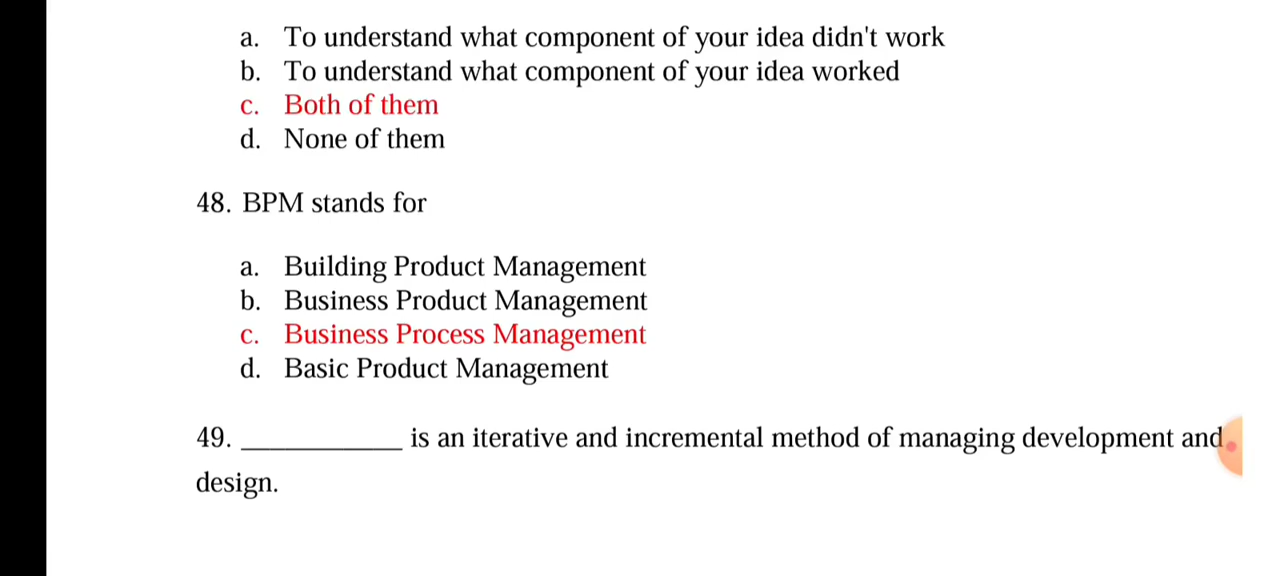 a. To understand what component of your idea didn't work
b. To understand what component of your idea worked
c. Both of them
d. None of them
48. BPM stands for
a. Building Product Management
b. Business Product Management
c. Business Process Management
d. Basic Product Management
49. ____________ is an iterative and incremental method of managing development and
design.